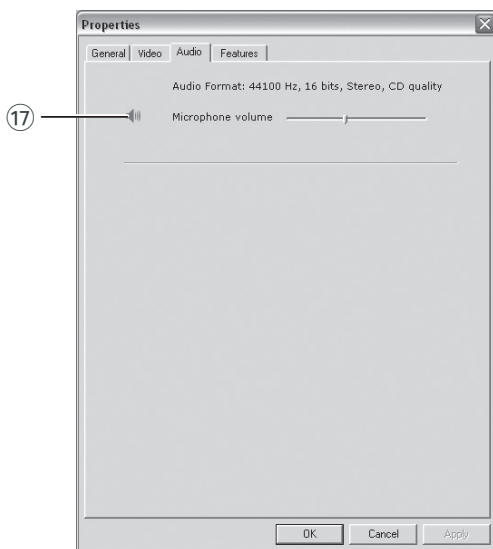 Properties
General Video Audio Features
Audio Format: 44100 Hz, 16 bits, Stereo, CD quality
⑰ Microphone volume
OK Cancel Apply